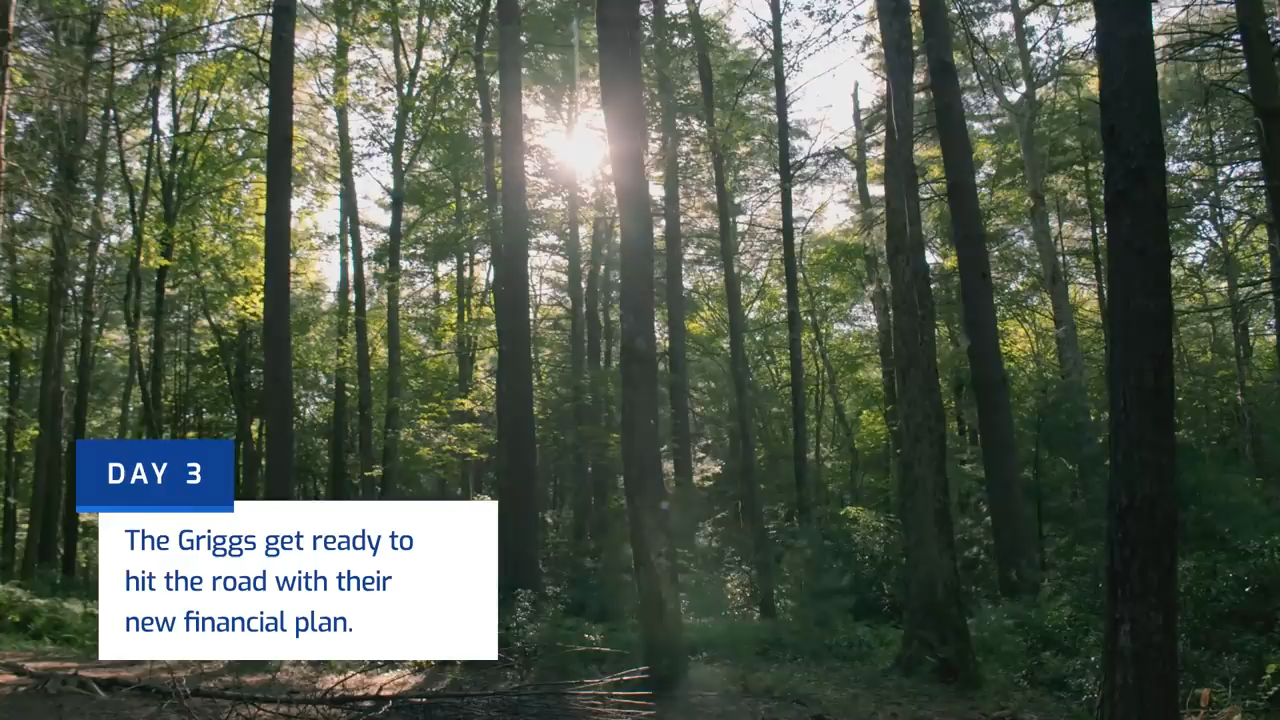 DAY 3
The Griggs get ready to
hit the road with their
new financial plan.